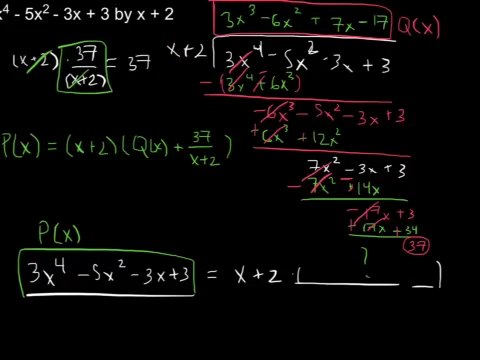 x⁴ - 5x² - 3x + 3 by x + 2
3x³ - 6x² + 7x - 17 Q(x)
(x+2) · 37/(x+2) = 37
x+2 3x⁴ - 5x² - 3x + 3
- (3x⁴ + 6x³)
- 6x³ - 5x² - 3x + 3
+ 6x³ + 12x²
P(x) = (x+2) (Q(x) + 37/x+2)
7x² - 3x + 3
- 7x² - 14x
- 17x + 3
+ 17x + 34
37
P(x)
?
3x⁴ - 5x² - 3x + 3 = x + 2 · ( __ __ )